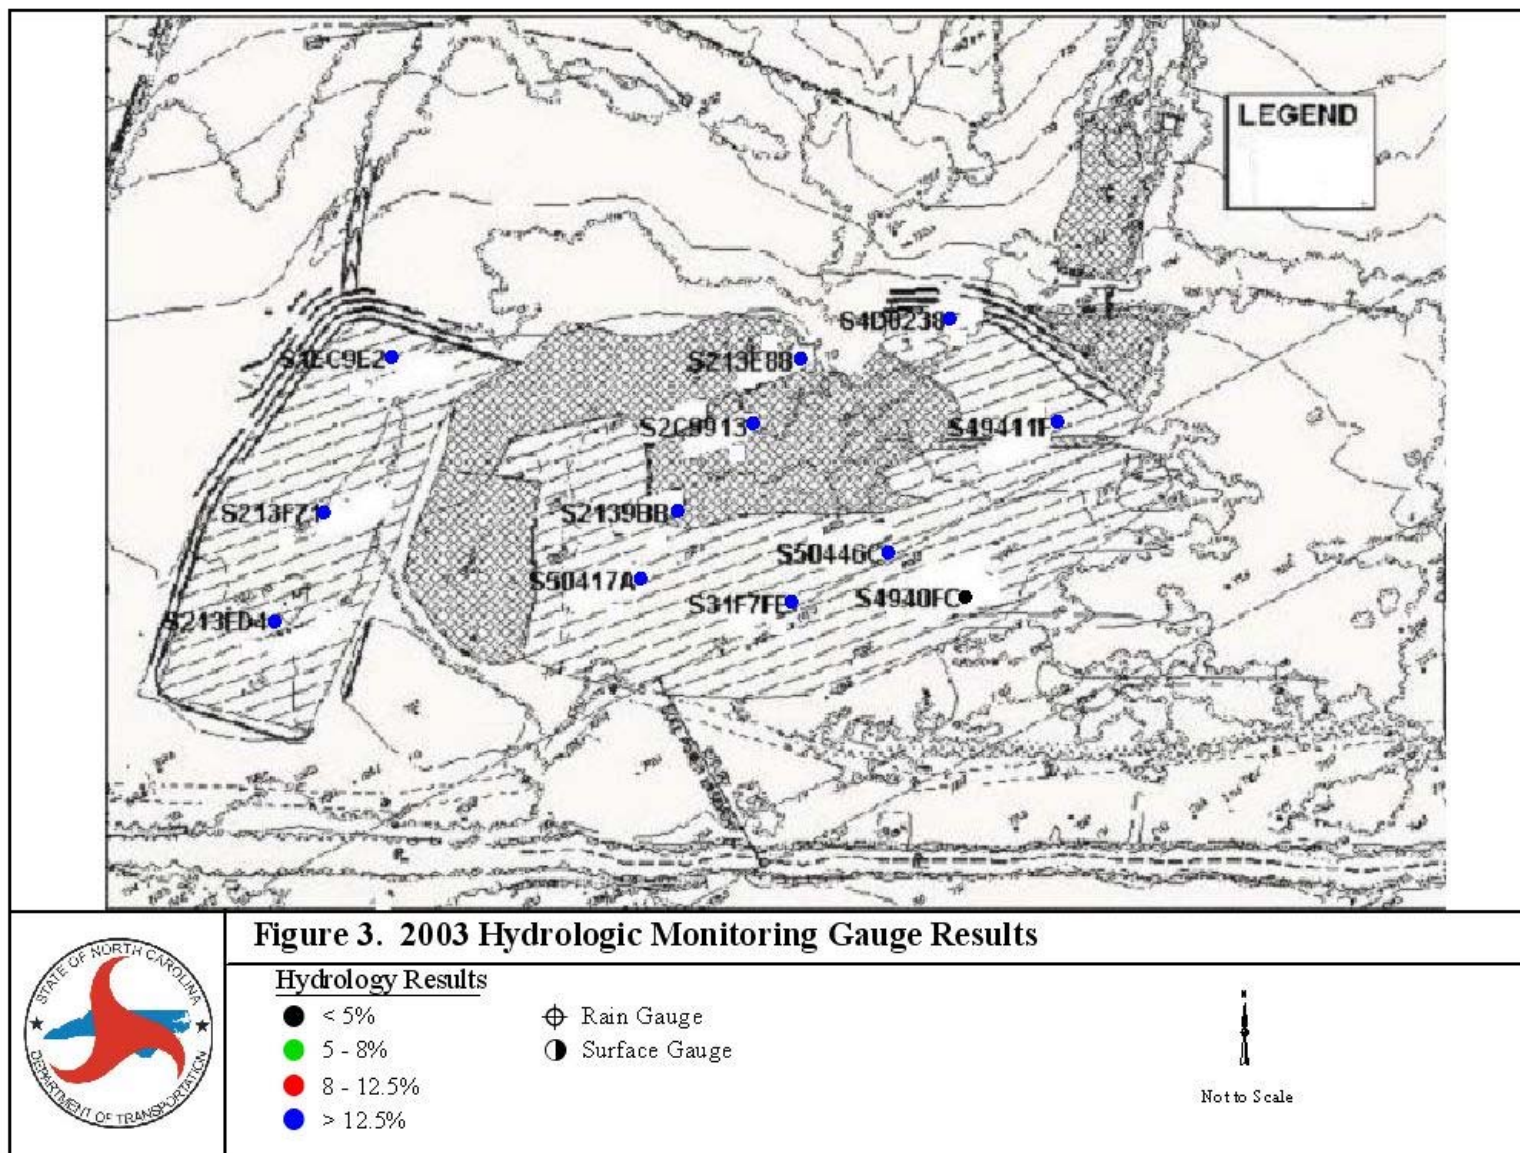 LEGEND
S4D0238
S1EC9E2
S213E8B
S2C9913
S49411F
S213F71
S2139BB
S50446C
S50417A
S31F7FE
S4940FC
S213FD4
Figure 3. 2003 Hydrologic Monitoring Gauge Results
STATE OF NORTH CAROLINA
DEPARTMENT OF TRANSPORTATION
Hydrology Results
< 5%
Rain Gauge
5 - 8%
Surface Gauge
8 - 12.5%
> 12.5%
Not to Scale